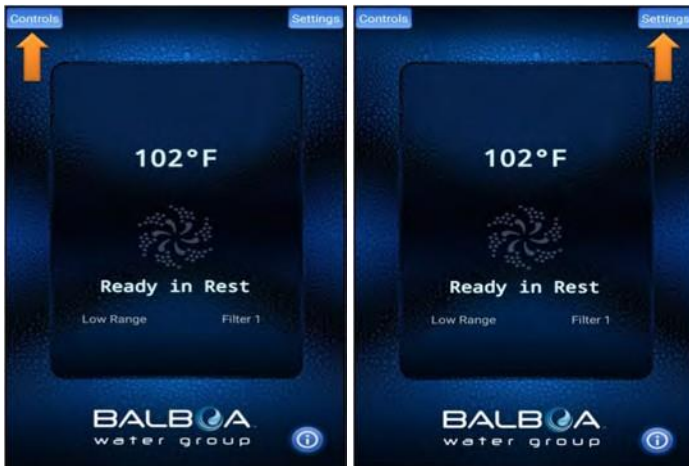 Controls Settings
102°F
Ready in Rest
Low Range Filter 1
BALBOA
water group
Controls Settings
102°F
Ready in Rest
Low Range Filter 1
BALBOA
water group